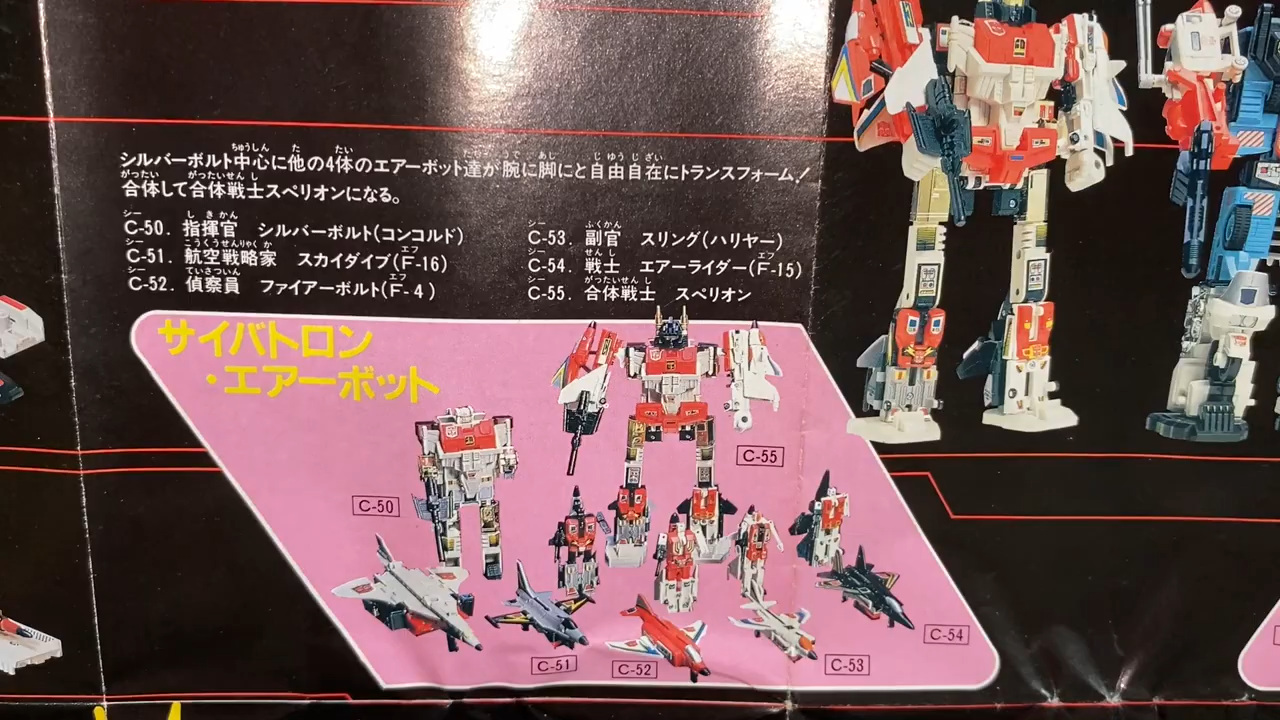 シルバーボルト中心に他の4体のエアーボット達が腕に脚にと自由自在にトランスフォーム！
合体して合体戦士スペリオンになる。
C-50. 指揮官 シルバーボルト(コンコルド)
C-51. 航空戦略家 スカイダイブ(F-16)
C-52. 偵察員 ファイアーボルト(F-4)
C-53. 副官 スリング(ハリヤー)
C-54. 戦士 エアーライダー(F-15)
C-55. 合体戦士 スペリオン
サイバトロン
・エアーボット
C-55
C-50
C-54
C-51
C-52
C-53